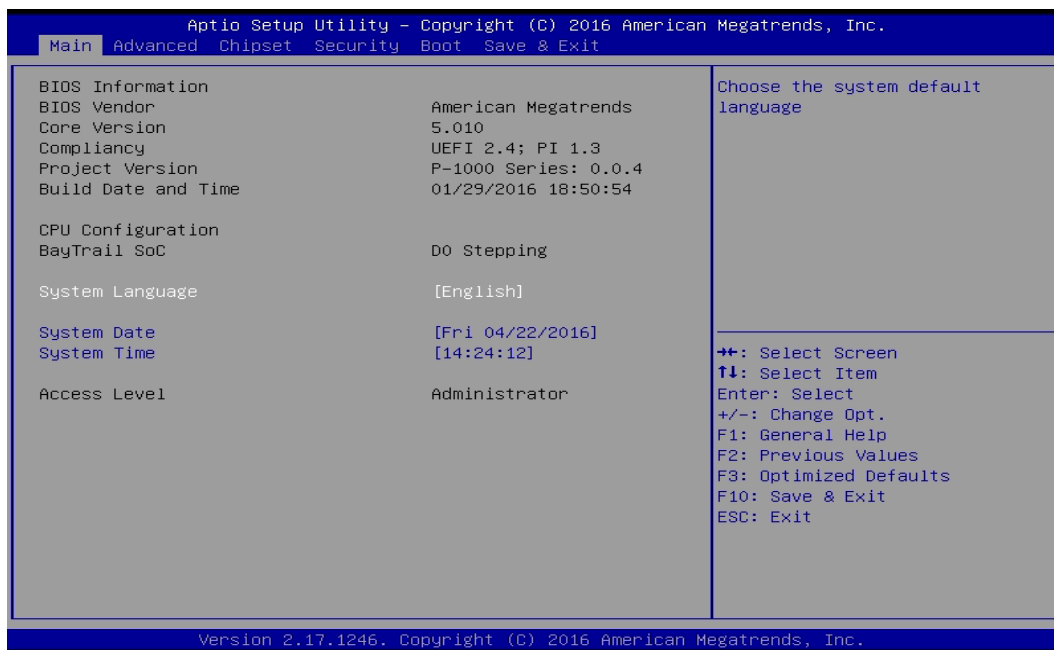 Aptio Setup Utility – Copyright (C) 2016 American Megatrends, Inc.
Main Advanced Chipset Security Boot Save & Exit
BIOS Information
BIOS Vendor American Megatrends
Core Version 5.010
Compliancy UEFI 2.4; PI 1.3
Project Version P-1000 Series: 0.0.4
Build Date and Time 01/29/2016 18:50:54
CPU Configuration
BayTrail SoC D0 Stepping
System Language [English]
System Date [Fri 04/22/2016]
System Time [14:24:12]
Access Level Administrator
Choose the system default
language
→←: Select Screen
↑↓: Select Item
Enter: Select
+/-: Change Opt.
F1: General Help
F2: Previous Values
F3: Optimized Defaults
F10: Save & Exit
ESC: Exit
Version 2.17.1246. Copyright (C) 2016 American Megatrends, Inc.